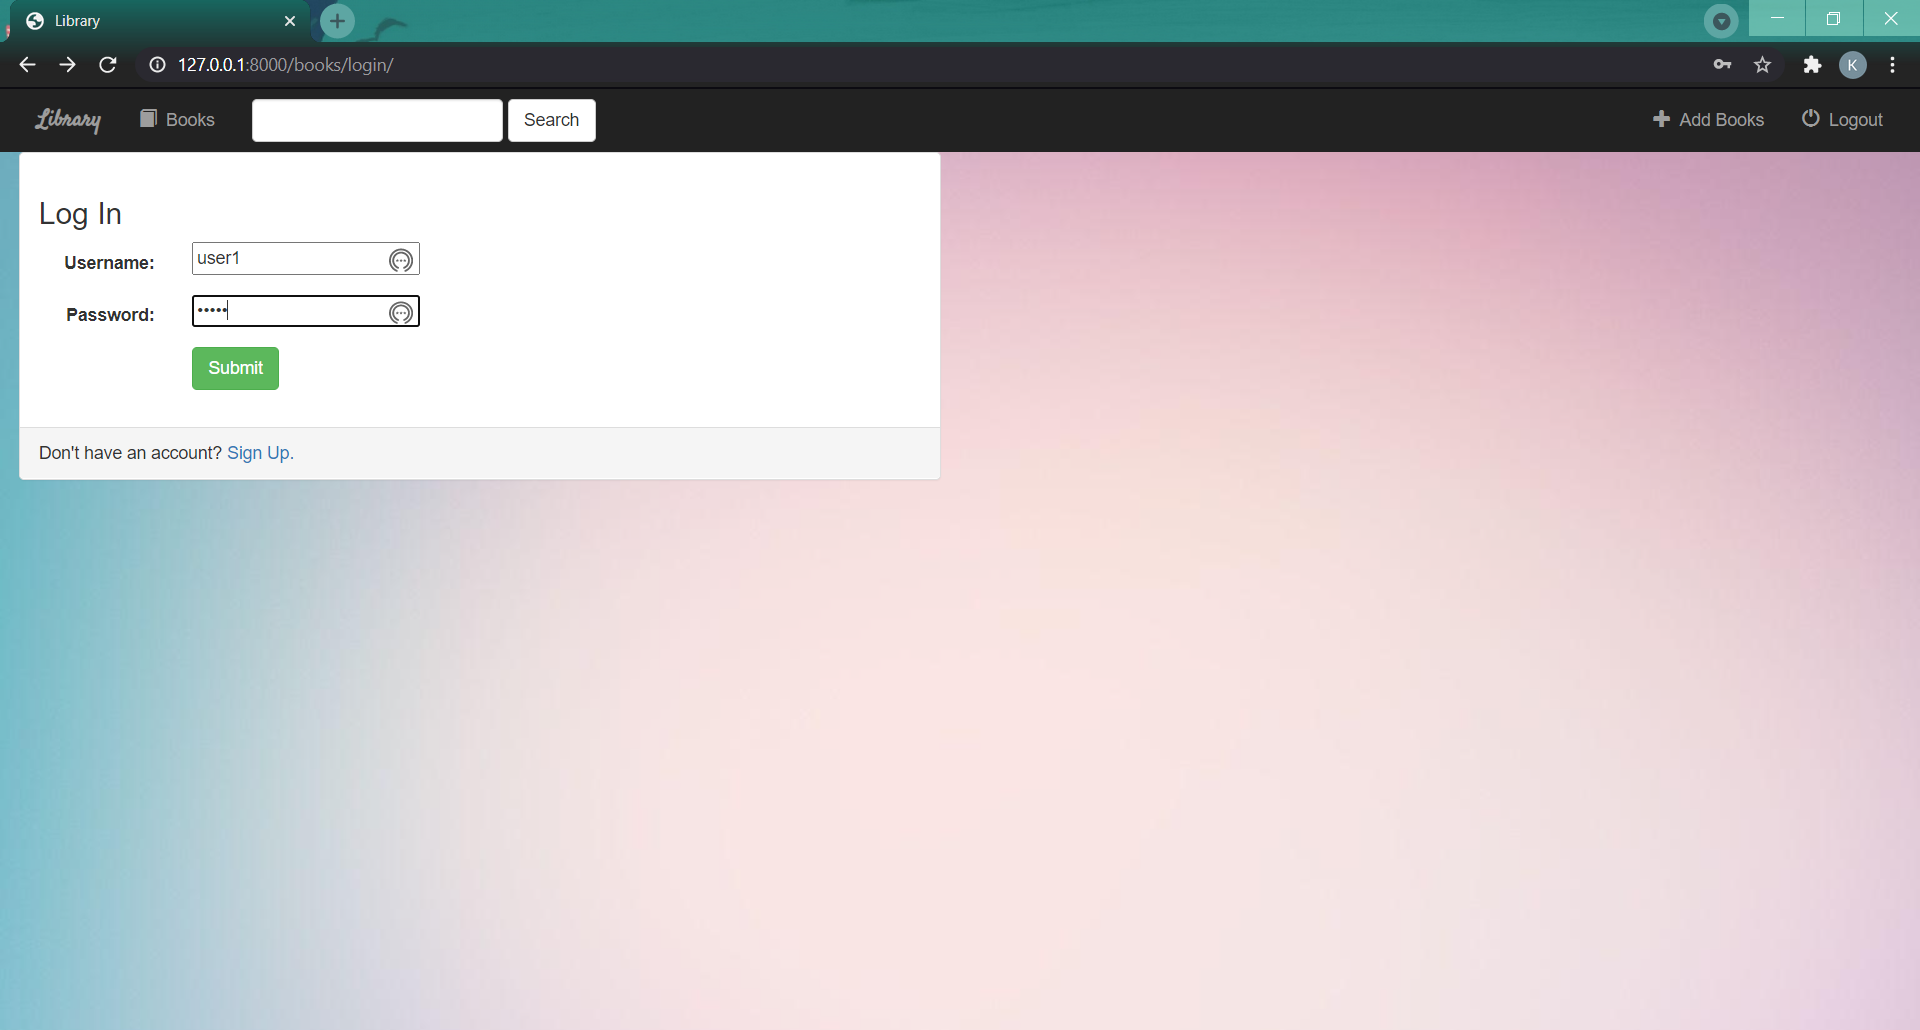 Library
127.0.0.1:8000/books/login/
K
Library Books Search Add Books Logout
Log In
Username: user1
Password: •••••
Submit
Don't have an account? Sign Up.